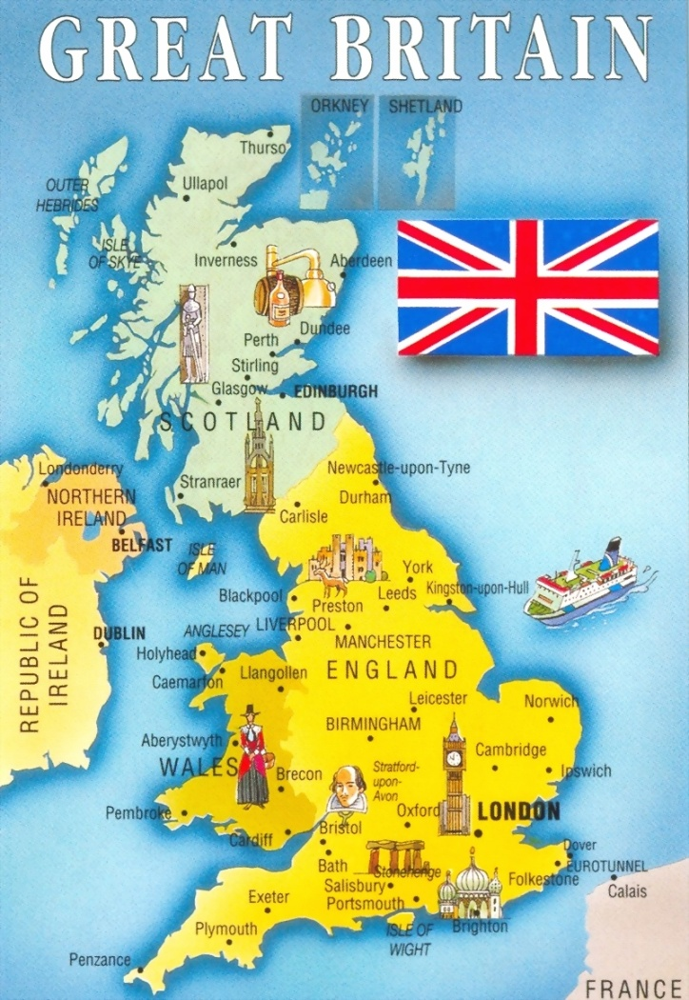 GREAT BRITAIN
ORKNEY
SHETLAND
Thurso
Ullapol
OUTER
HEBRIDES
ISLE
OF SKYE
Inverness
Aberdeen
Dundee
Perth
Stirling
Glasgow
EDINBURGH
SCOTLAND
Londonderry
NORTHERN
IRELAND
Stranraer
Newcastle-upon-Tyne
Durham
Carlisle
BELFAST
ISLE
OF MAN
York
Blackpool
Preston
Leeds
Kingston-upon-Hull
REPUBLIC OF
IRELAND
DUBLIN
ANGLESEY
LIVERPOOL
MANCHESTER
Holyhead
Caernarfon
Llangollen
ENGLAND
Leicester
Norwich
BIRMINGHAM
Aberystwyth
Cambridge
WALES
Brecon
Stratford-
upon-
Avon
Ipswich
Pembroke
Oxford
LONDON
Cardiff
Bristol
Dover
Bath
Stonehenge
EUROTUNNEL
Salisbury
Folkestone
Calais
Exeter
Portsmouth
Plymouth
ISLE OF
WIGHT
Brighton
Penzance
FRANCE